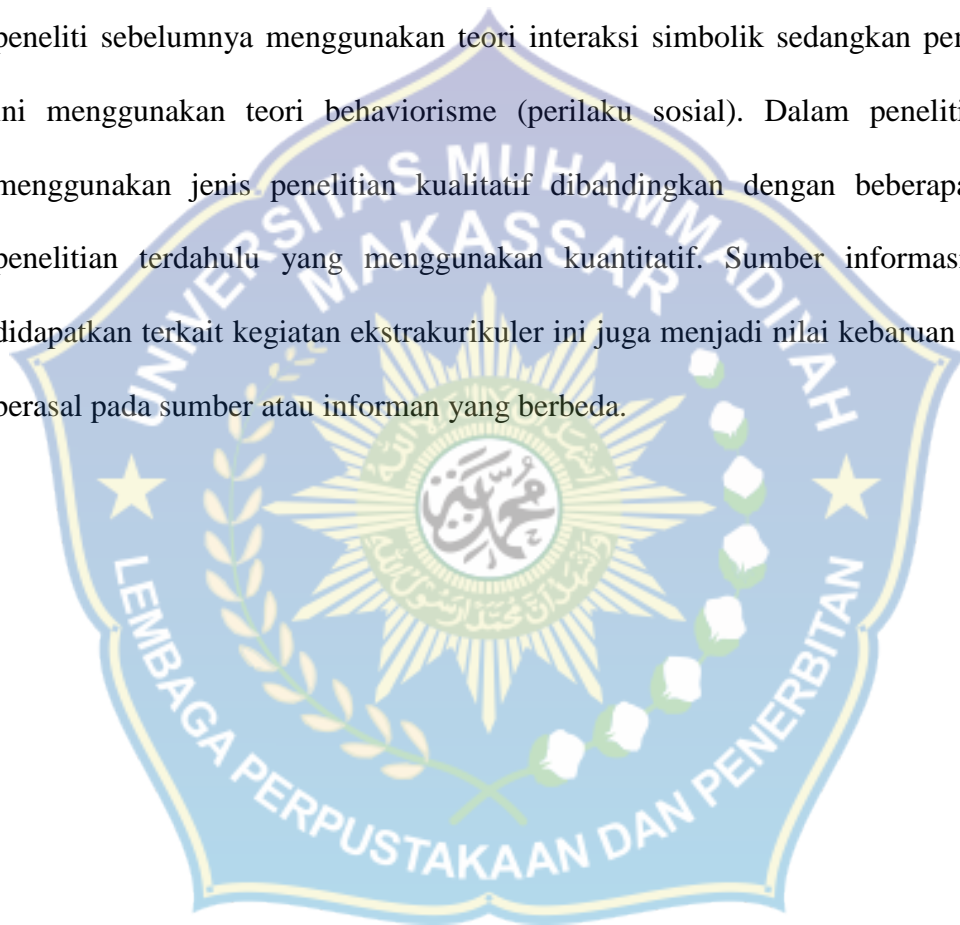 peneliti sebelumnya menggunakan teori interaksi simbolik sedangkan
ini menggunakan teori behaviorisme (perilaku sosial). Dalam
menggunakan jenis penelitian kualitatif dibandingkan dengan beberapa
penelitian terdahulu yang menggunakan kuantitatif. Sumber informasi
didapatkan terkait kegiatan ekstrakurikuler ini juga menjadi nilai kebaruan
berasal pada sumber atau informan yang berbeda.
UNIVERSITAS MUHAMMADIYAH
MAKASSAR
محمدية
LEMBAGA PERPUSTAKAAN DAN PENERBITAN